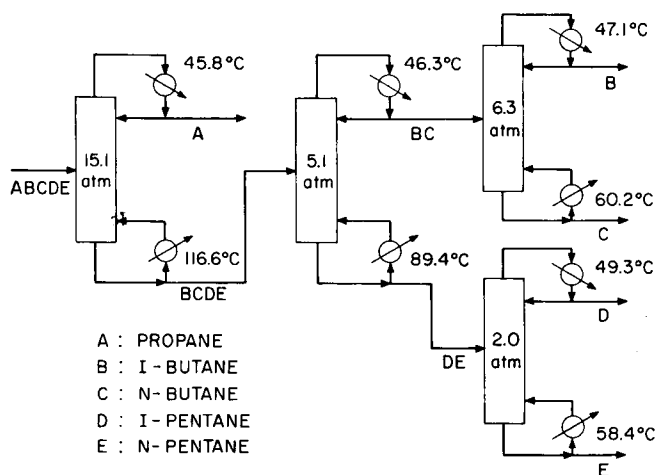 45.8°C
46.3°C
47.1°C
A
BC
B
15.1
atm
5.1
atm
6.3
atm
ABCDE
116.6°C
BCDE
89.4°C
60.2°C
C
49.3°C
D
DE
2.0
atm
58.4°C
E
A : PROPANE
B : I-BUTANE
C : N-BUTANE
D : I-PENTANE
E : N-PENTANE